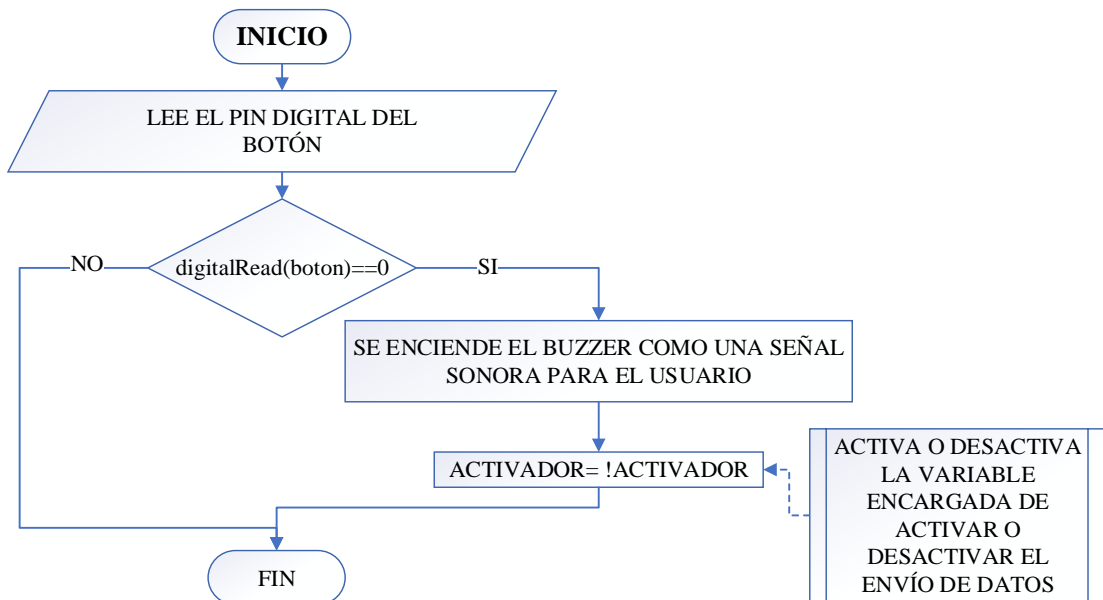 INICIO
LEE EL PIN DIGITAL DEL
BOTÓN
NO
digitalRead(boton)==0
SI
SE ENCIENDE EL BUZZER COMO UNA SEÑAL
SONORA PARA EL USUARIO
ACTIVADOR= !ACTIVADOR
ACTIVA O DESACTIVA
LA VARIABLE
ENCARGADA DE
ACTIVAR O
DESACTIVAR EL
ENVÍO DE DATOS
FIN